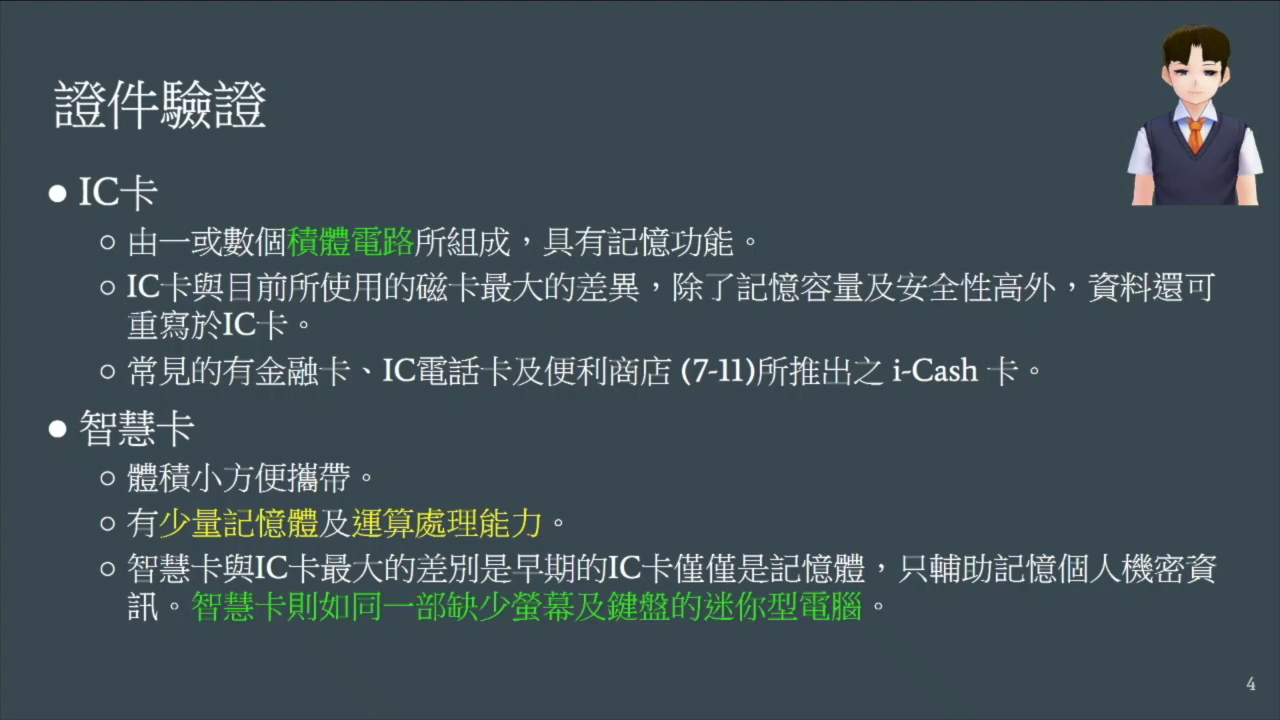 證件驗證
● IC卡
○ 由一或數個積體電路所組成，具有記憶功能。
○ IC卡與目前所使用的磁卡最大的差異，除了記憶容量及安全性高外，資料還可
重寫於IC卡。
○ 常見的有金融卡、IC電話卡及便利商店 (7-11)所推出之 i-Cash 卡。
● 智慧卡
○ 體積小方便攜帶。
○ 有少量記憶體及運算處理能力。
○ 智慧卡與IC卡最大的差別是早期的IC卡僅僅是記憶體，只輔助記憶個人機密資
訊。智慧卡則如同一部缺少螢幕及鍵盤的迷你型電腦。
4